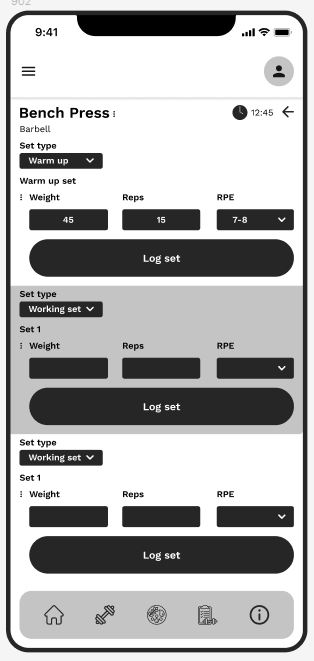 902
9:41
Bench Press
12:45
Barbell
Set type
Warm up
Warm up set
Weight Reps RPE
45 15 7-8
Log set
Set type
Working set
Set 1
Weight Reps RPE
Log set
Set type
Working set
Set 1
Weight Reps RPE
Log set